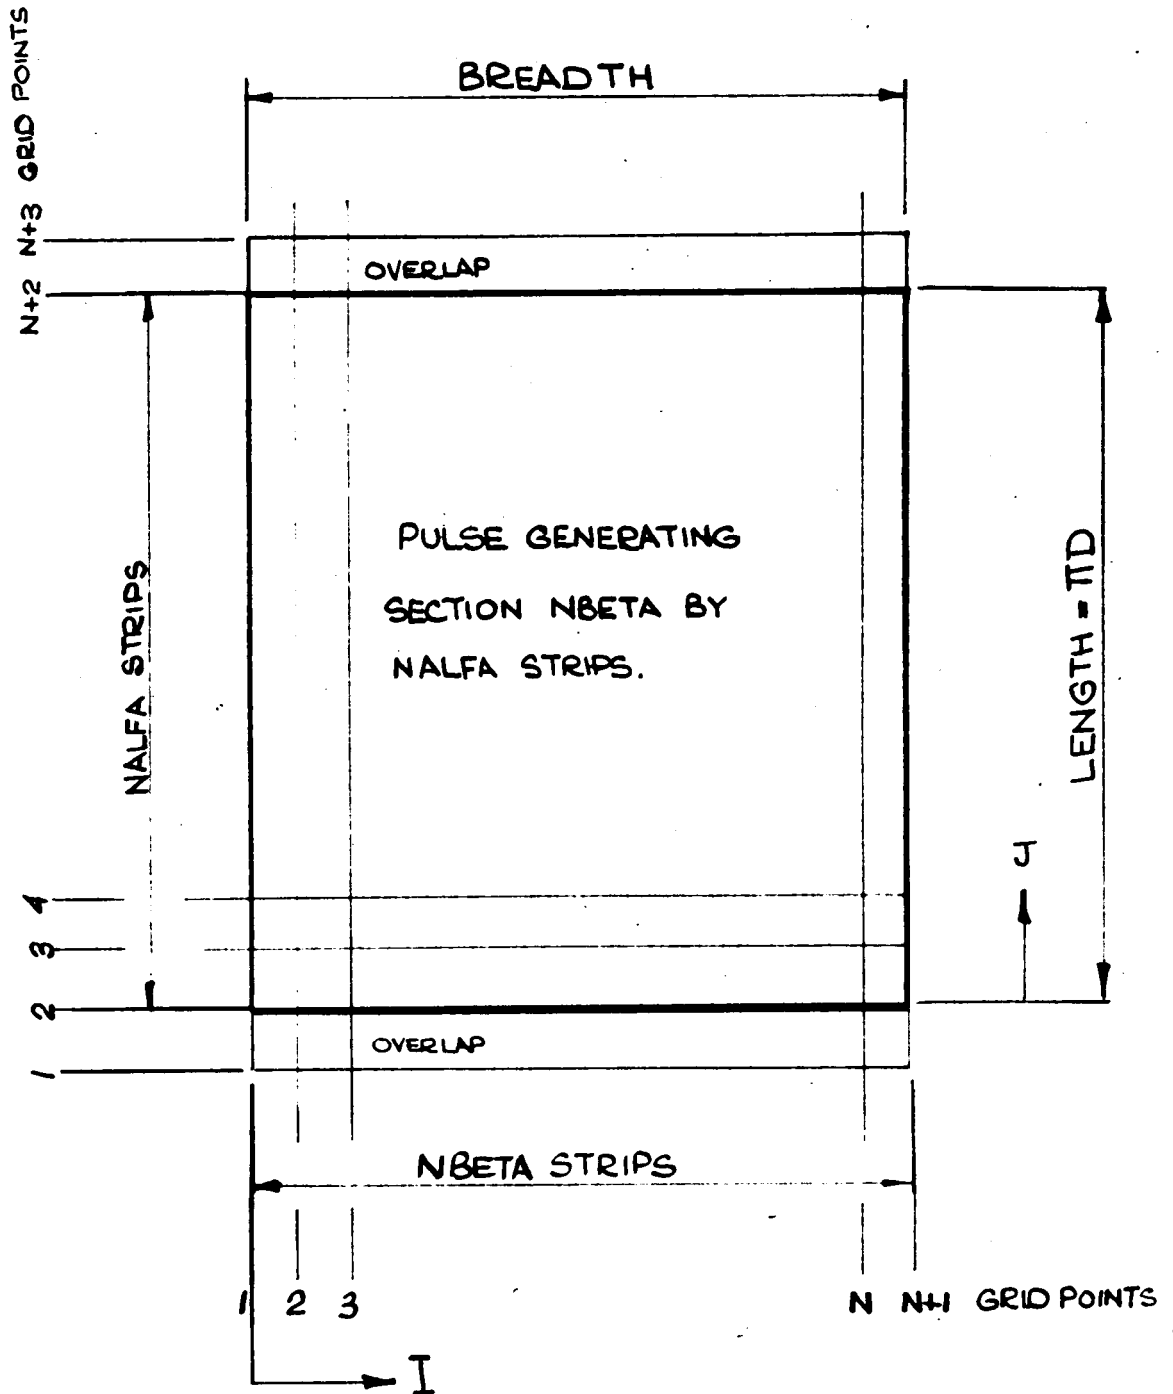 BREADTH
N+3 GRID POINTS
N+2
OVERLAP
PULSE GENERATING
SECTION NBETA BY
NALFA STRIPS.
NALFA STRIPS
LENGTH = πD
J
4
3
2
1
OVERLAP
NBETA STRIPS
1 2 3 N N+1 GRID POINTS
I